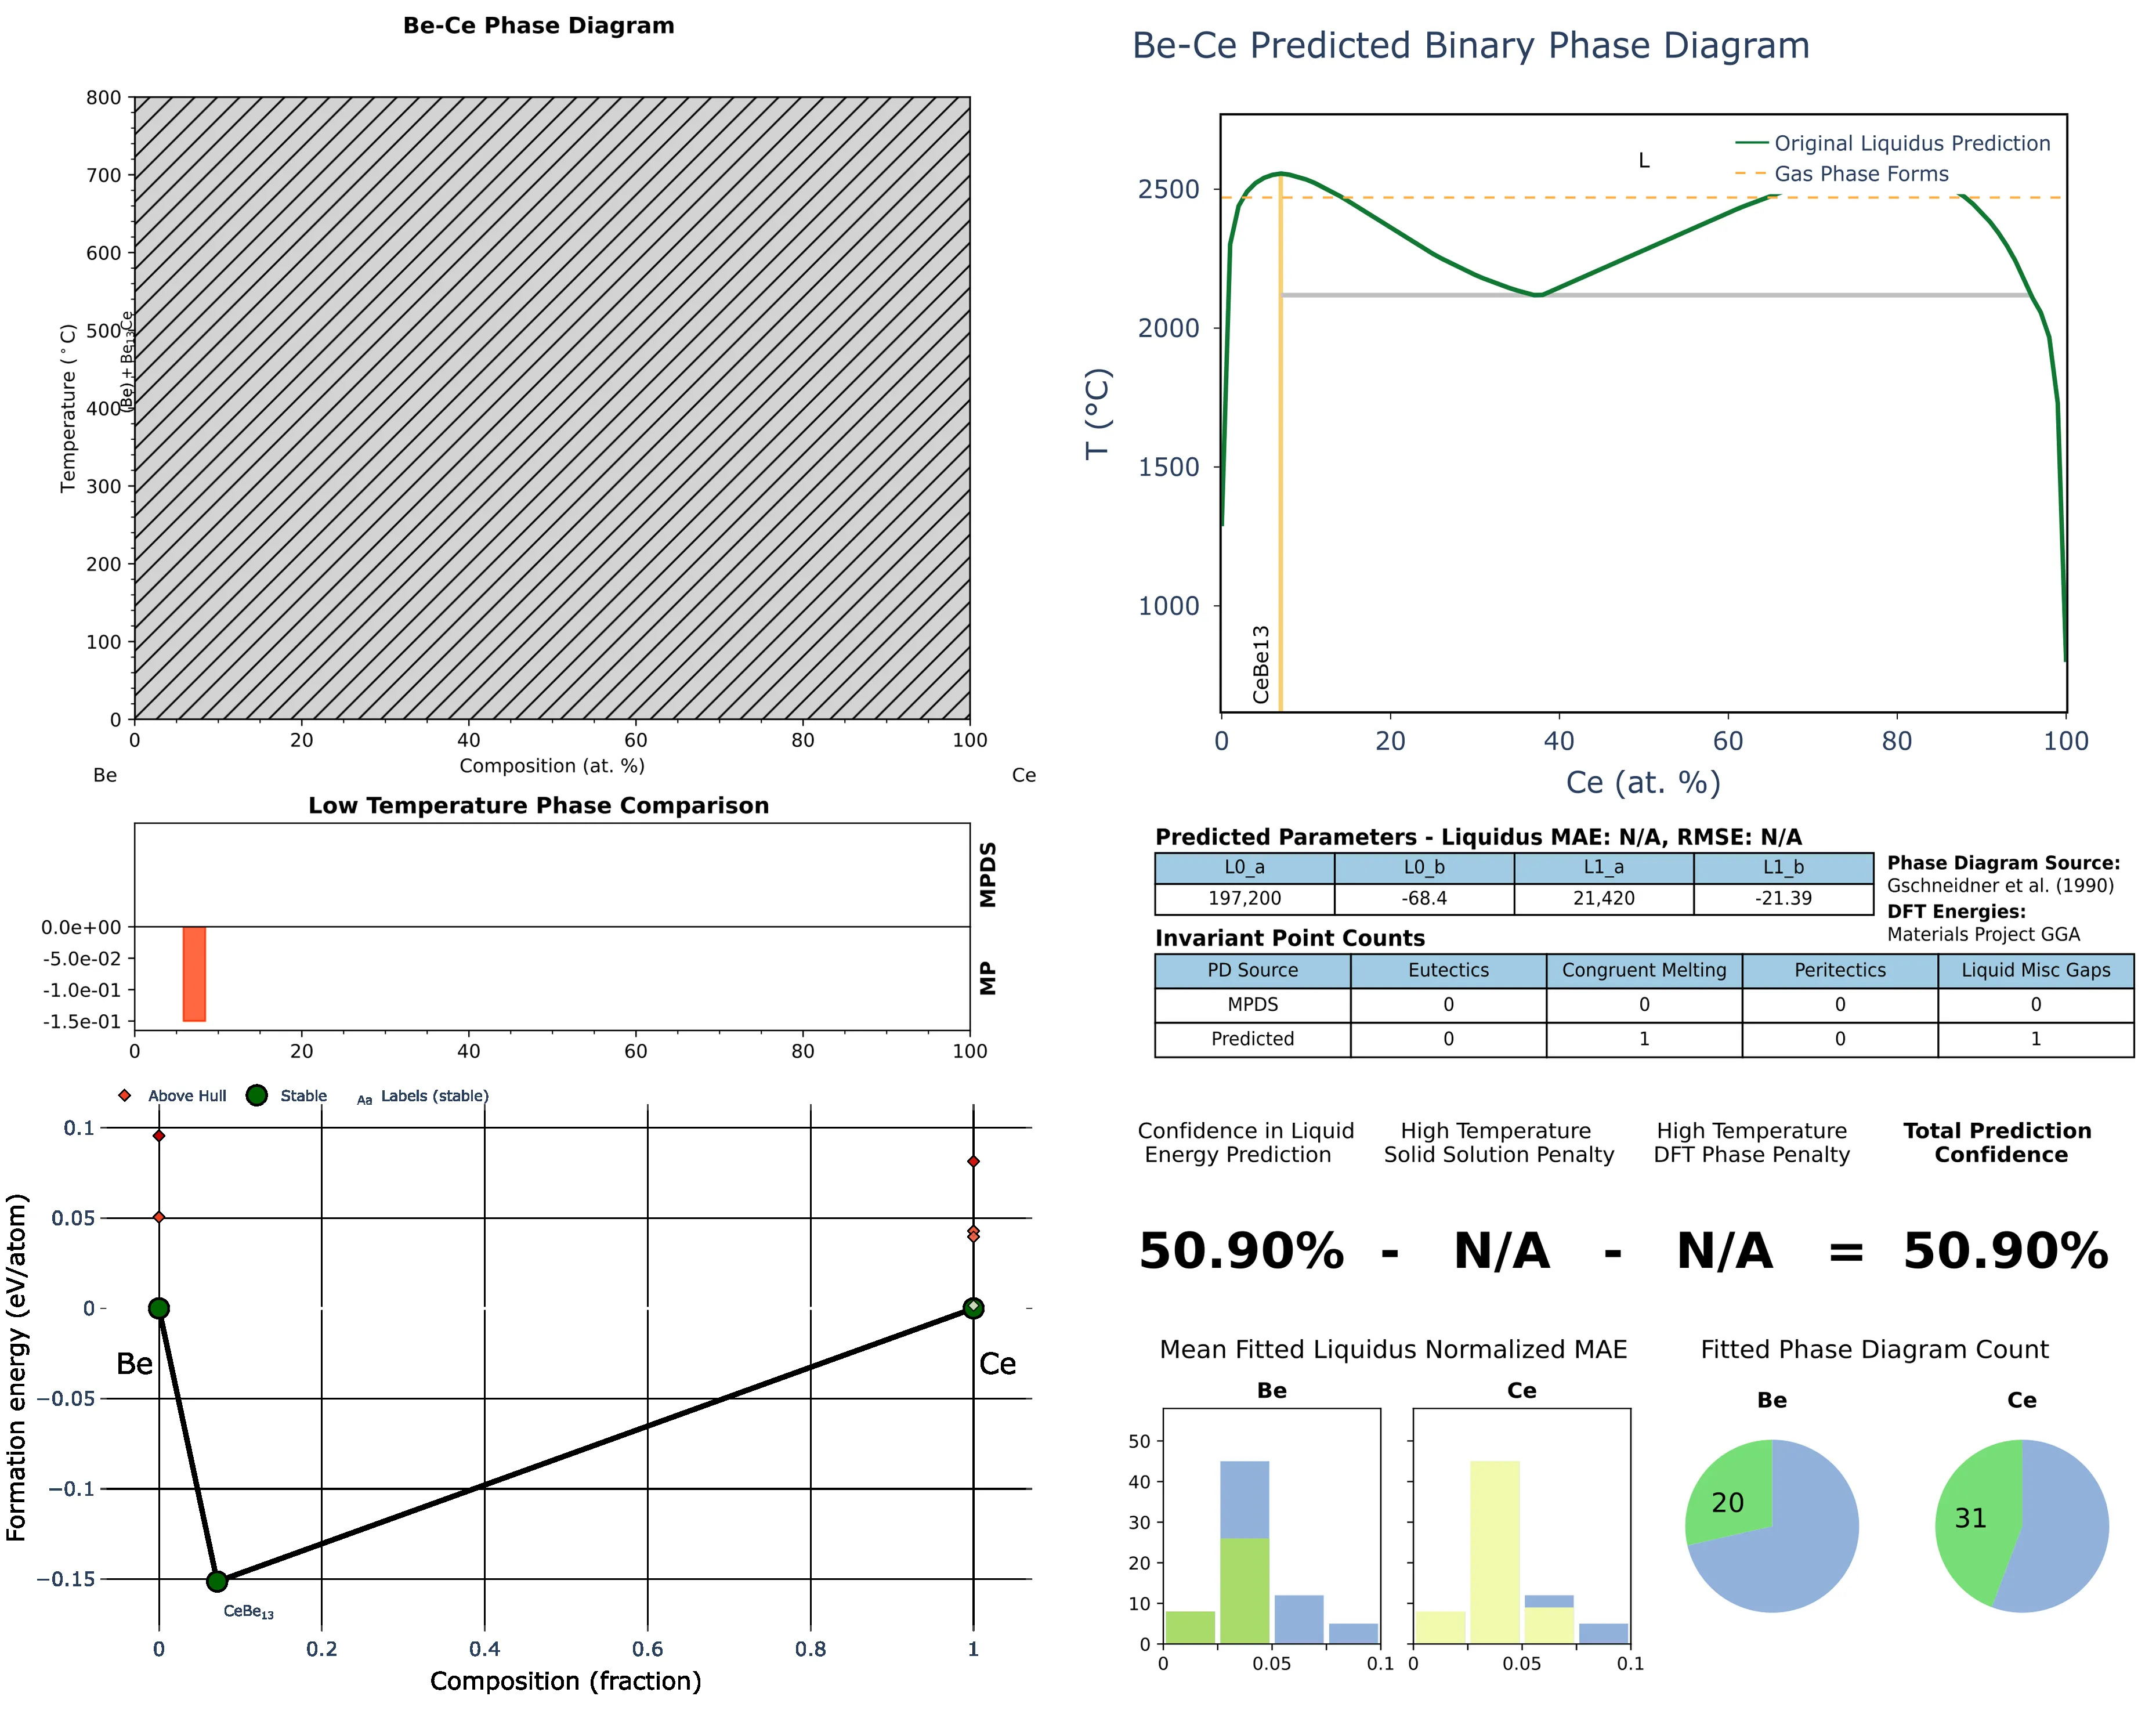 Be-Ce Phase Diagram
800
700
600
500
400
300
200
100
0
Temperature (°C)
(Be) + Be₁₃Ce
0 20 40 60 80 100
Composition (at. %)
Be Ce
Low Temperature Phase Comparison
MPDS
MP
0.0e+00
-5.0e-02
-1.0e-01
-1.5e-01
0 20 40 60 80 100
Above Hull Stable Aa Labels (stable)
0.1
0.05
0
−0.05
−0.1
−0.15
Formation energy (eV/atom)
Be Ce
CeBe₁₃
0 0.2 0.4 0.6 0.8 1
Composition (fraction)
Be-Ce Predicted Binary Phase Diagram
L
Original Liquidus Prediction
Gas Phase Forms
2500
2000
1500
1000
T (°C)
CeBe13
0 20 40 60 80 100
Ce (at. %)
Predicted Parameters - Liquidus MAE: N/A, RMSE: N/A
L0_a L0_b L1_a L1_b
197,200 -68.4 21,420 -21.39
Phase Diagram Source:
Gschneidner et al. (1990)
DFT Energies:
Materials Project GGA
Invariant Point Counts
PD Source Eutectics Congruent Melting Peritectics Liquid Misc Gaps
MPDS 0 0 0 0
Predicted 0 1 0 1
Confidence in Liquid
Energy Prediction
High Temperature
Solid Solution Penalty
High Temperature
DFT Phase Penalty
Total Prediction
Confidence
50.90% - N/A - N/A = 50.90%
Mean Fitted Liquidus Normalized MAE
Be Ce
50
40
30
20
10
0
0 0.05 0.1 0 0.05 0.1
Fitted Phase Diagram Count
Be Ce
20 31